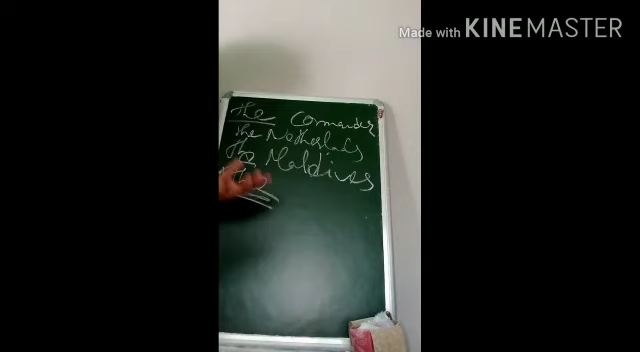 Made with KINEMASTER
The Commander
the Netherlands
The Maldives